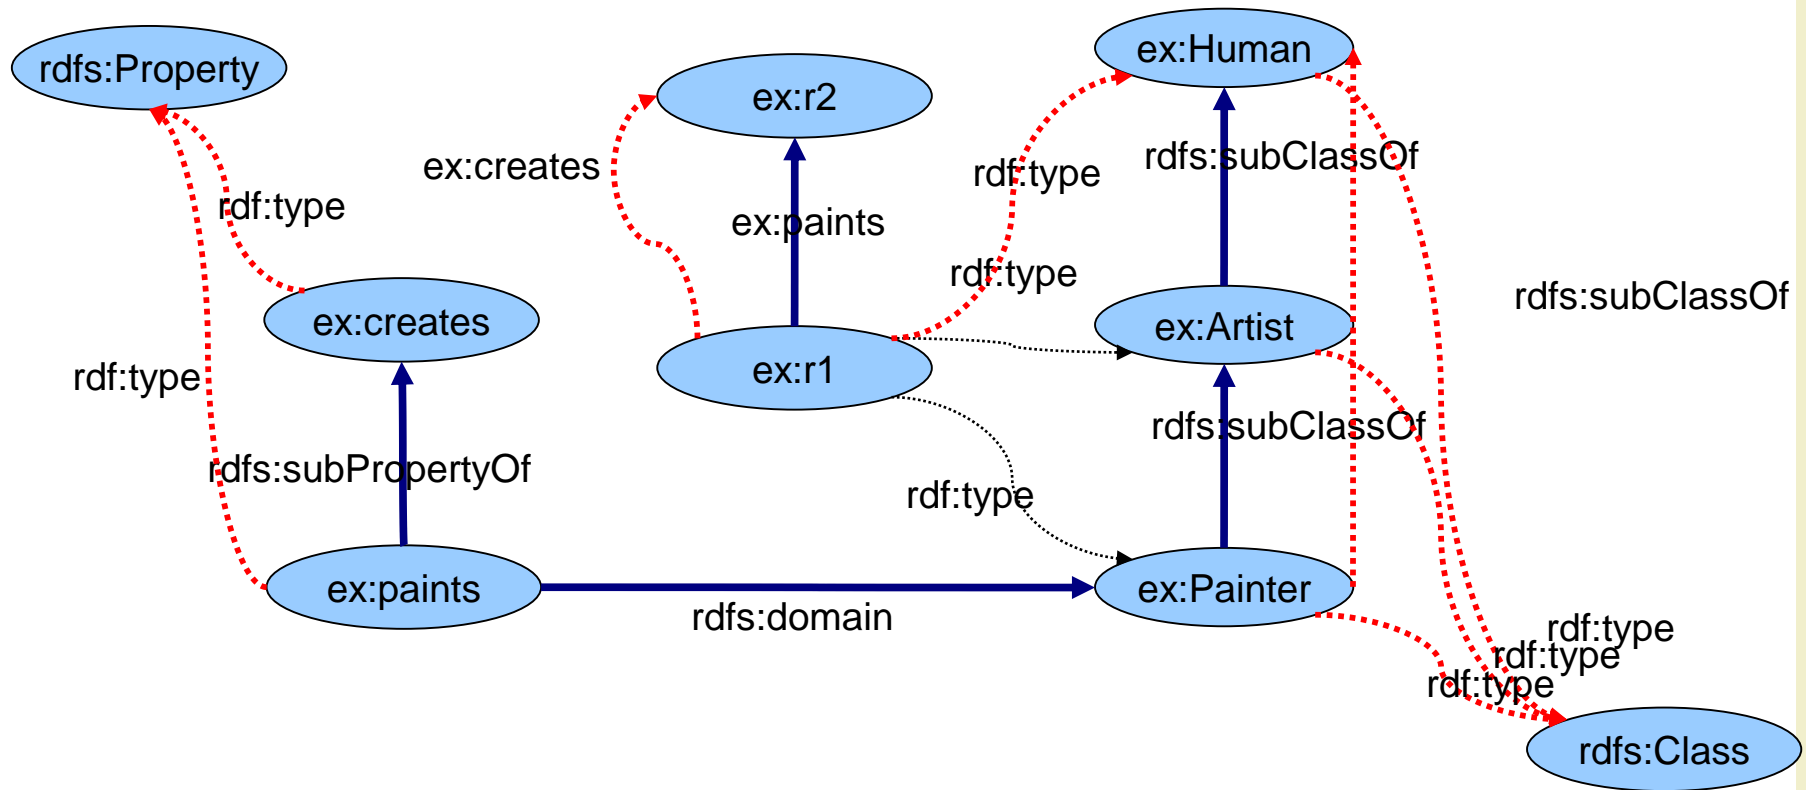 ex:Human
rdfs:Property
ex:r2
rdfs:subClassOf
ex:creates
rdf:type
rdf:type
ex:paints
rdf:type
rdfs:subClassOf
ex:creates
ex:Artist
ex:r1
rdf:type
rdfs:subClassOf
rdfs:subPropertyOf
rdf:type
ex:paints
ex:Painter
rdfs:domain
rdf:type
rdf:type
rdf:type
rdfs:Class